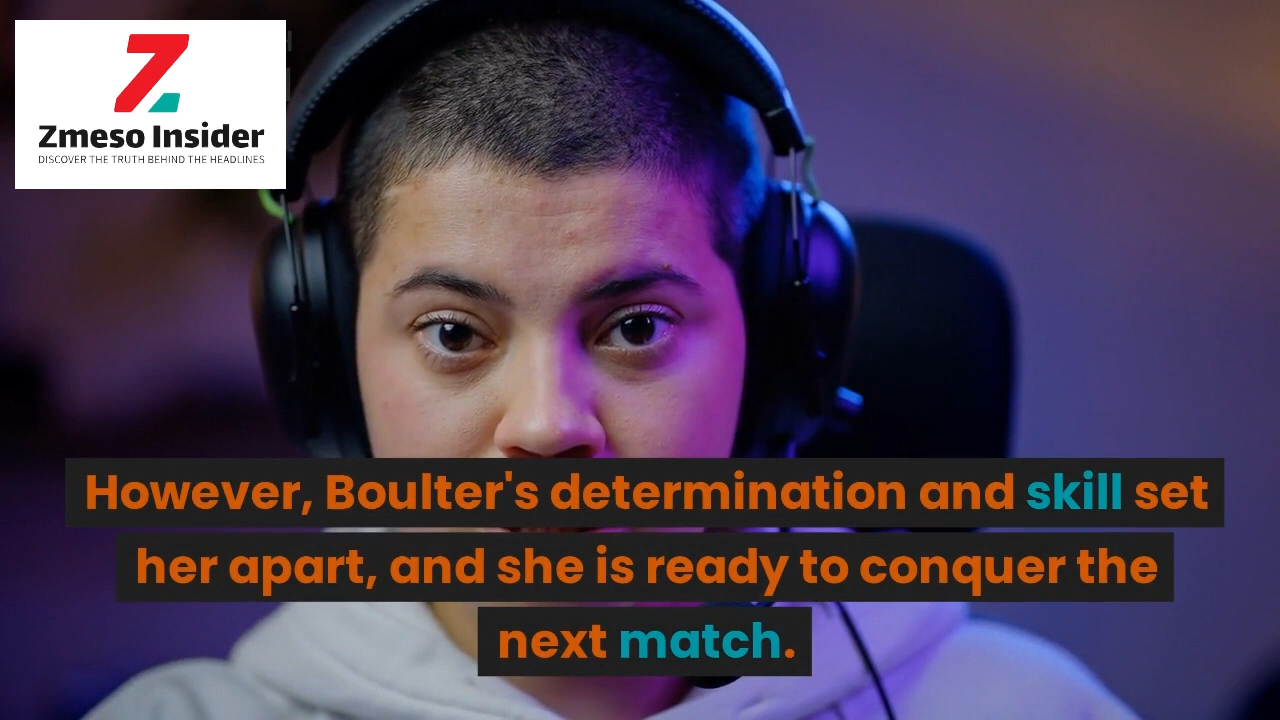 Zmeso Insider
DISCOVER THE TRUTH BEHIND THE HEADLINES
However, Boulter's determination and skill set
her apart, and she is ready to conquer the
next match.